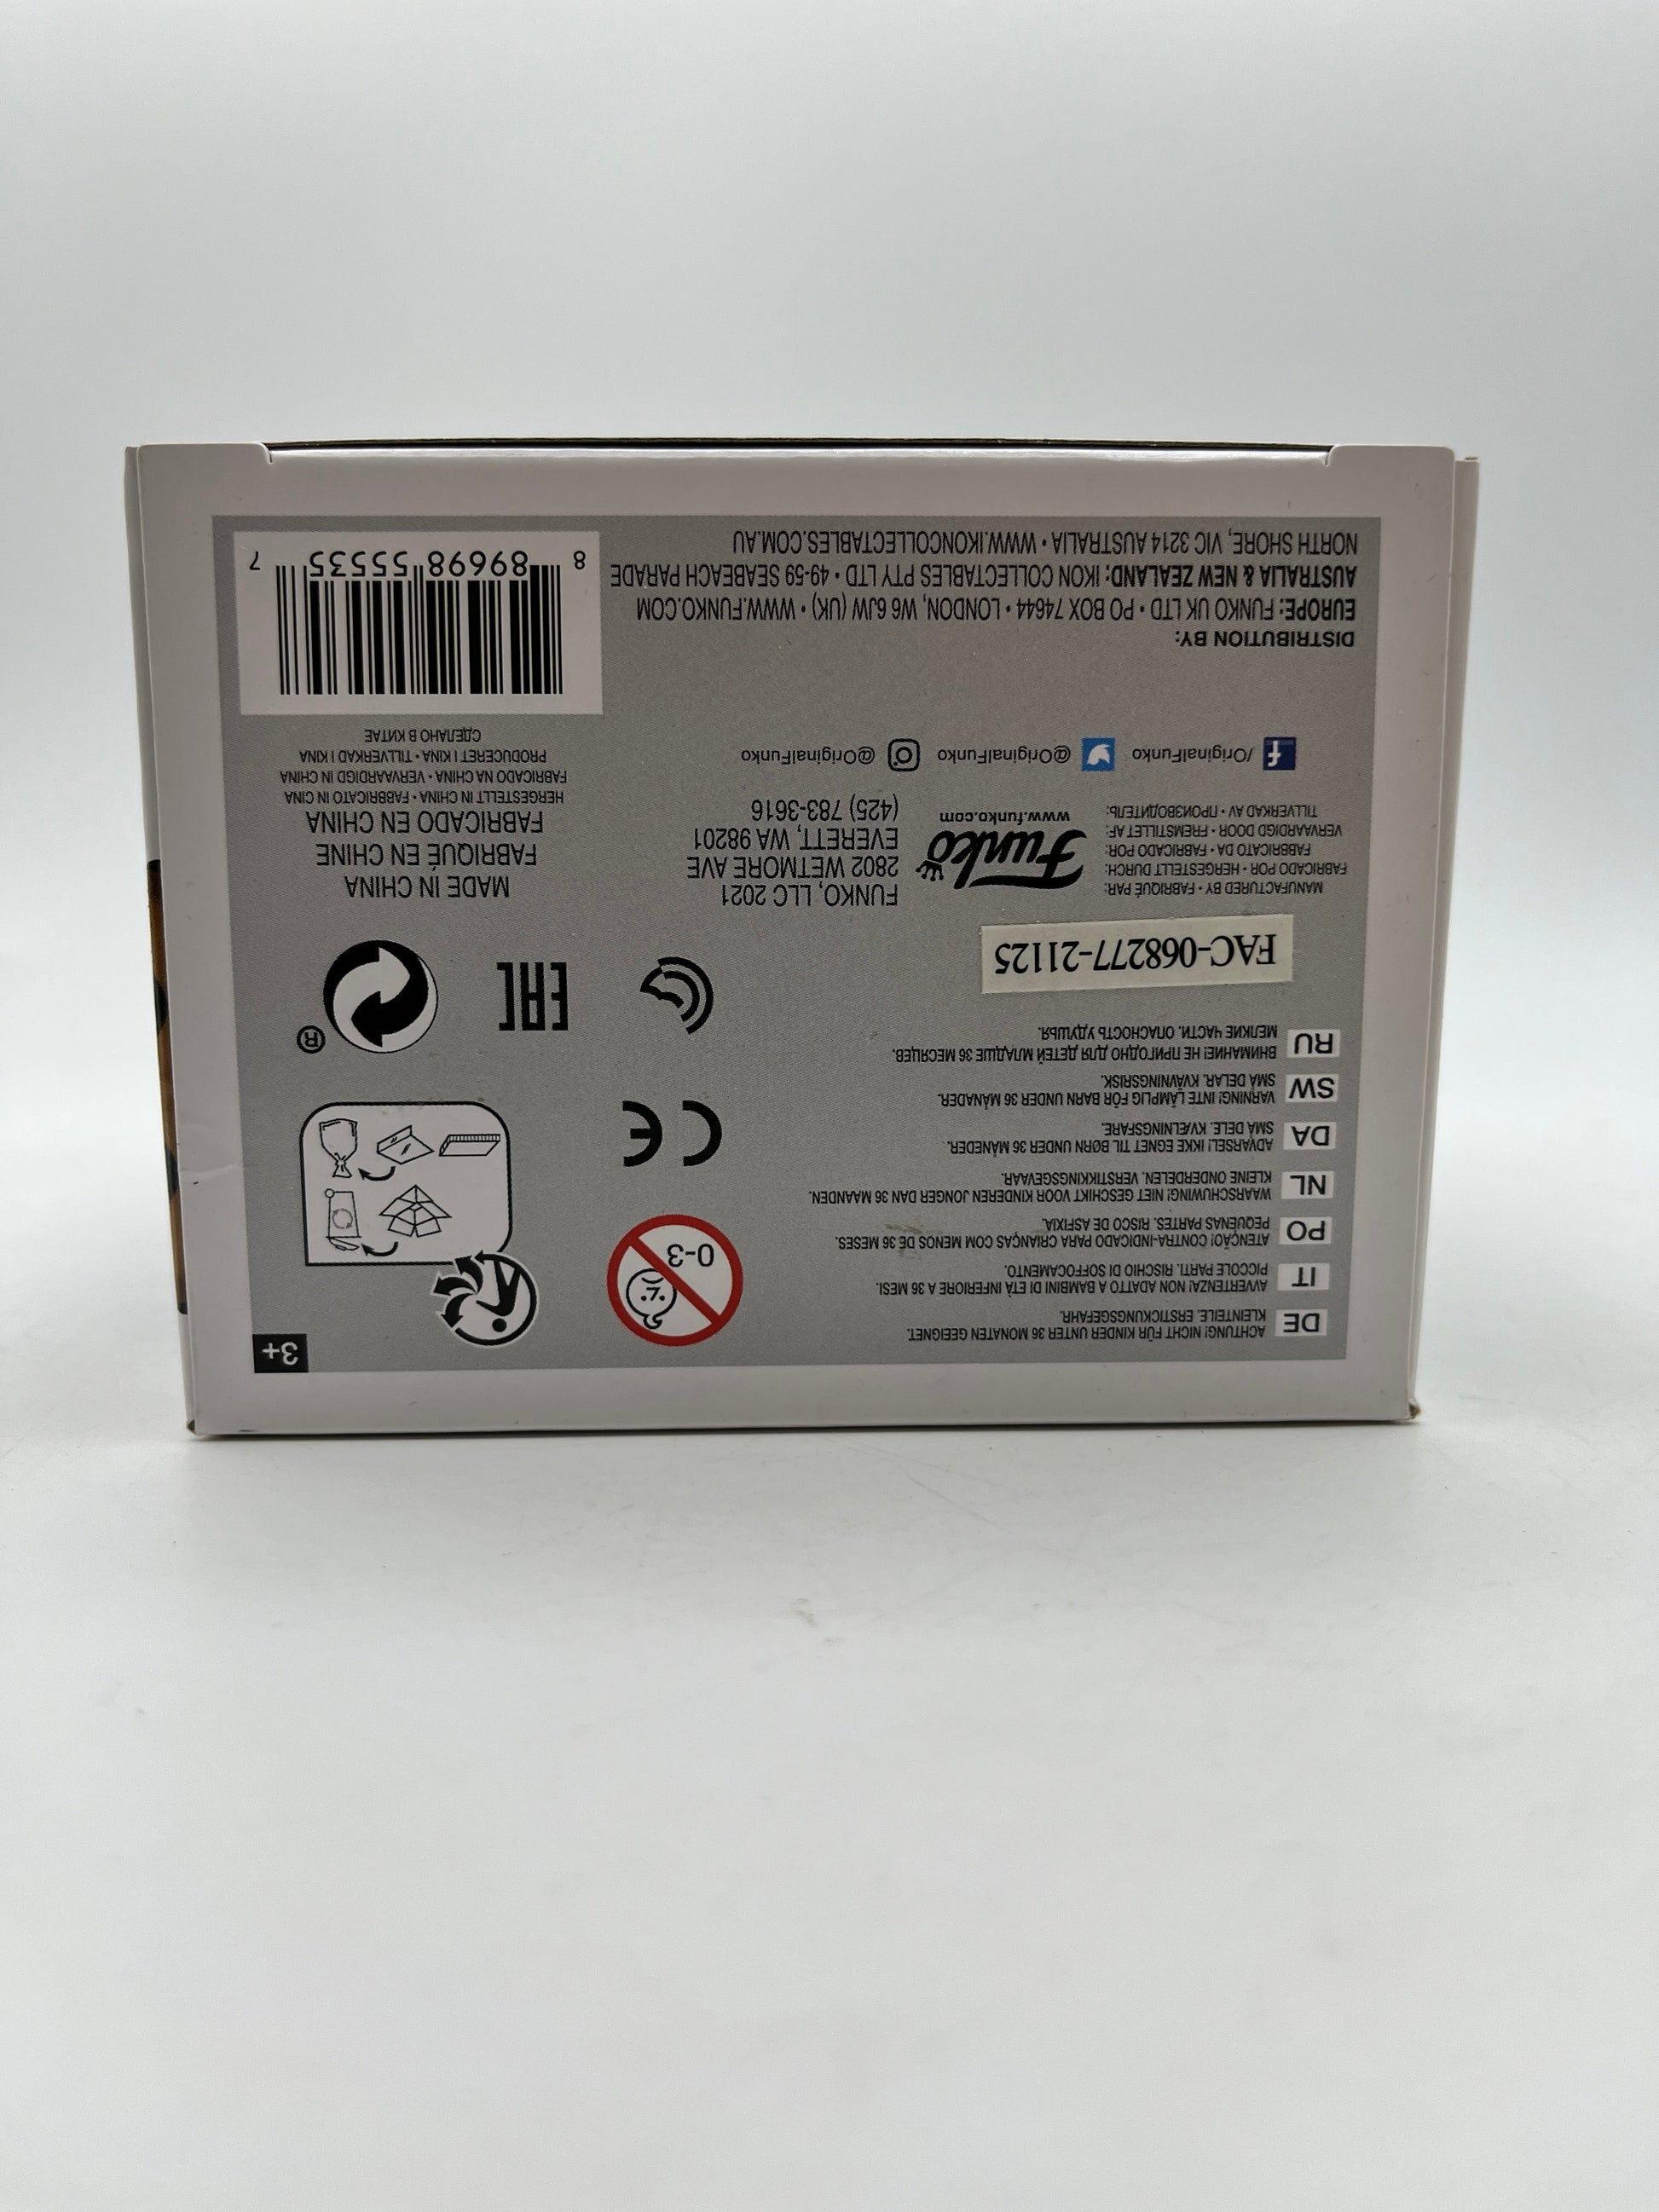 3+
DE
ACHTUNG! NICHT FÜR KINDER UNTER 36 MONATEN GEEIGNET.
KLEINTEILE. ERSTICKUNGSGEFAHR.
IT
AVVERTENZA! NON ADATTO A BAMBINI DI ETÀ INFERIORE A 36 MESI.
PICCOLE PARTI. RISCHIO DI SOFFOCAMENTO.
PO
ATENÇÃO! CONTRA-INDICADO PARA CRIANÇAS COM MENOS DE 36 MESES.
PEQUENAS PARTES. RISCO DE ASFIXIA.
NL
WAARSCHUWING! NIET GESCHIKT VOOR KINDEREN JONGER DAN 36 MAANDEN.
KLEINE ONDERDELEN. VERSTIKKINGSGEVAAR.
DA
ADVARSEL! IKKE EGNET TIL BØRN UNDER 36 MÅNEDER.
SMÅ DELE. KVÆLNINGSFARE.
SW
VARNING! INTE LÄMPLIG FÖR BARN UNDER 36 MÅNADER.
SMÅ DELAR. KVÄVNINGSRISK.
RU
ВНИМАНИЕ! НЕ ПРИГОДНО ДЛЯ ДЕТЕЙ МЛАДШЕ 36 МЕСЯЦЕВ.
МЕЛКИЕ ЧАСТИ. ОПАСНОСТЬ УДУШЬЯ.
0-3
CE
EAC
®
FAC-068277-21125
MANUFACTURED BY • FABRIQUÉ PAR:
FABRICADO POR • HERGESTELLT DURCH:
FABBRICATO DA • FABRICADO POR:
VERVAARDIGD DOOR • FREMSTILLET AF:
TILLVERKAD AV • ПРОИЗВОДИТЕЛЬ:
Funko
www.funko.com
FUNKO, LLC 2021
2802 WETMORE AVE
EVERETT, WA 98201
(425) 783-3616
MADE IN CHINA
FABRIQUÉ EN CHINE
FABRICADO EN CHINA
HERGESTELLT IN CHINA • FABBRICATO IN CINA
FABRICADO NA CHINA • VERVAARDIGD IN CHINA
PRODUCERET I KINA • TILLVERKAD I KINA
СДЕЛАНО В КИТАЕ
/OriginalFunko
@OriginalFunko
@OriginalFunko
DISTRIBUTION BY:
EUROPE: FUNKO UK LTD • PO BOX 74644 • LONDON, W6 6JW (UK) • WWW.FUNKO.COM
AUSTRALIA & NEW ZEALAND: IKON COLLECTABLES PTY LTD • 49-59 SEABEACH PARADE
NORTH SHORE, VIC 3214 AUSTRALIA • WWW.IKONCOLLECTABLES.COM.AU
8 89698 55535 7